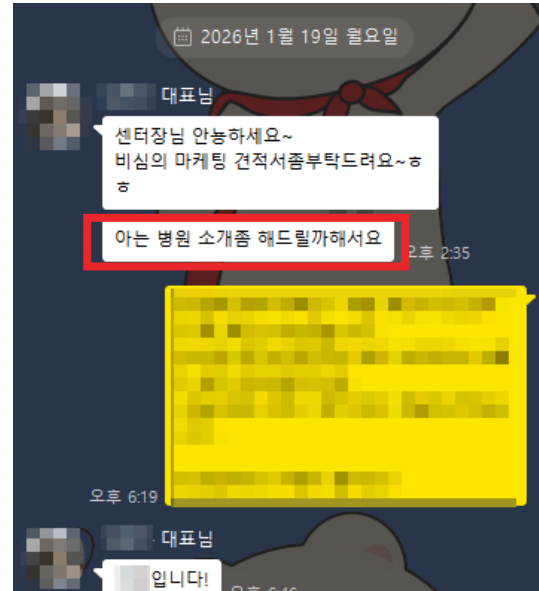 2026년 1월 19일 월요일
대표님
센터장님 안뇽하세요~
비심의 마케팅 견적서좀부탁드려요~ㅎ
ㅎ
아는 병원 소개좀 해드릴까해서요
오후 2:35
오후 6:19
대표님
입니다!